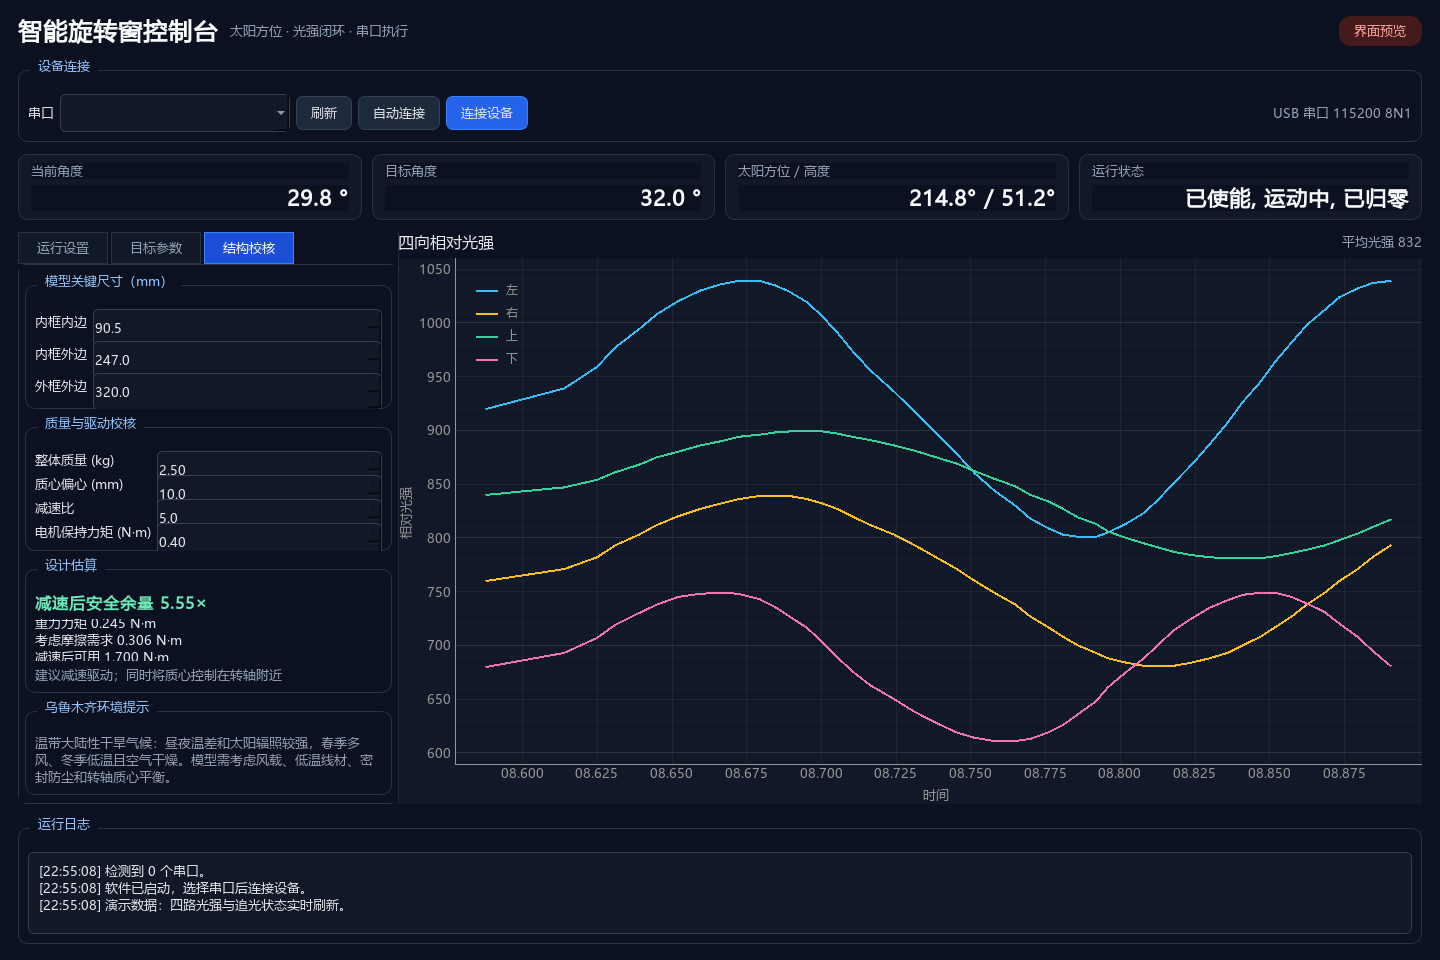 智能旋转窗控制台
太阳方位 · 光强闭环 · 串口执行
界面预览
设备连接
串口
刷新
自动连接
连接设备
USB 串口 115200 8N1
当前角度
29.8 °
目标角度
32.0 °
太阳方位 / 高度
214.8° / 51.2°
运行状态
已使能, 运动中, 已归零
运行设置
目标参数
结构校核
模型关键尺寸（mm）
内框内边
90.5
内框外边
247.0
外框外边
320.0
质量与驱动校核
整体质量 (kg)
2.50
质心偏心 (mm)
10.0
减速比
5.0
电机保持力矩 (N·m)
0.40
设计估算
减速后安全余量 5.55×
重力力矩 0.245 N·m
考虑摩擦需求 0.306 N·m
减速后可用 1.700 N·m
建议减速驱动；同时将质心控制在转轴附近
乌鲁木齐环境提示
温带大陆性干旱气候：昼夜温差和太阳辐照较强，春季多
风、冬季低温且空气干燥。模型需考虑风载、低温线材、密
封防尘和转轴质心平衡。
四向相对光强
平均光强 832
左
右
上
下
1050
1000
950
900
850
800
750
700
650
600
相对光强
08.600
08.625
08.650
08.675
08.700
08.725
08.750
08.775
08.800
08.825
08.850
08.875
时间
运行日志
[22:55:08] 检测到 0 个串口。
[22:55:08] 软件已启动，选择串口后连接设备。
[22:55:08] 演示数据：四路光强与追光状态实时刷新。